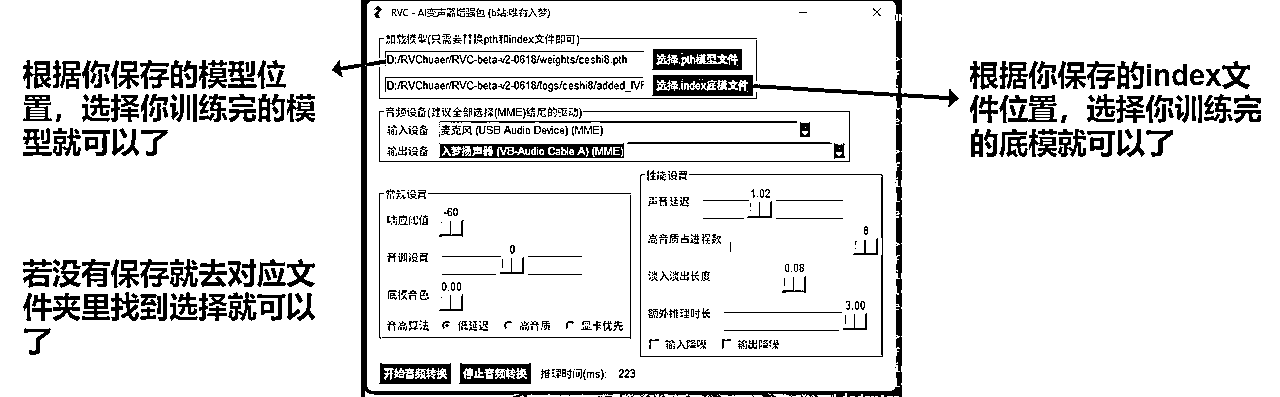 RVC - AI变声器增强包 (b站:唯存入梦)
加载模型(只需要替换pth和index文件即可)
D:/RVChuaer/RVC-beta-v2-0618/weights/ceshi8.pth
选择.pth模型文件
D:/RVChuaer/RVC-beta-v2-0618/logs/ceshi8/added_IVF
选择.index底模文件
根据你保存的模型位
置，选择你训练完的模
型就可以了
根据你保存的index文
件位置，选择你训练完
的底模就可以了
音频设备(建议全部选择(MME)结尾的驱动)
输入设备
麦克风 (USB Audio Device) (MME)
输出设备
入梦扬声器 (VB-Audio Cable A) (MME)
常规设置
响应阈值
-60
音调设置
0
底模音色
0.00
音高算法
低延迟
高音质
显卡优先
性能设置
声音延迟
1.02
高音质占进程数
8
淡入淡出长度
0.08
额外推理时长
3.00
输入降噪
输出降噪
若没有保存就去对应文
件夹里找到选择就可以
了
开始音频转换
停止音频转换
推理时间(ms):
223